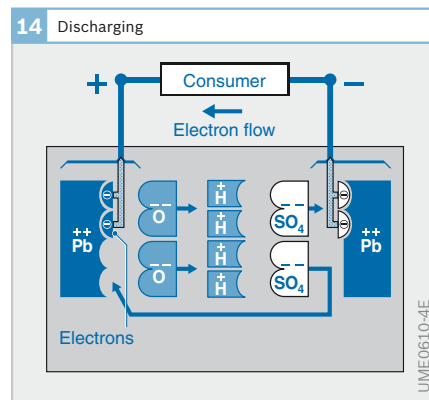 14 Discharging
+ Consumer −
Electron flow
⊖ ⊖
++
Pb
− −
O
− −
O
+
H
+
H
+
H
+
H
− −
SO₄
− −
SO₄
⊖ ⊖
++
Pb
Electrons
UME0610-4E